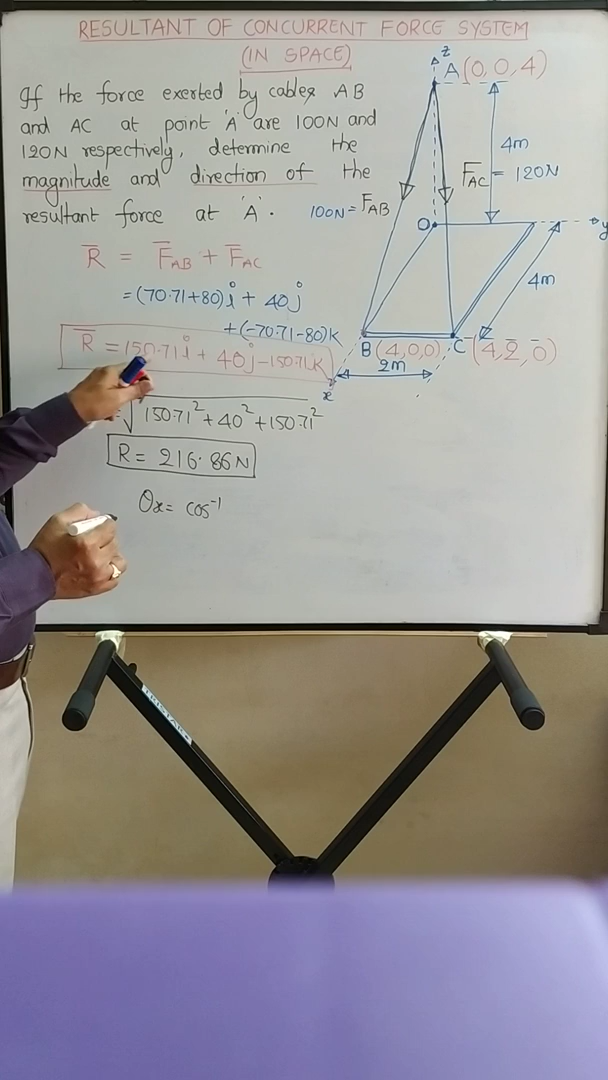 RESULTANT OF CONCURRENT FORCE SYSTEM
(IN SPACE)
If the force exerted by cables AB
and AC at point 'A' are 100N and
120N respectively, determine the
magnitude and direction of the
resultant force at 'A'.
R̅ = F̅AB + F̅AC
= (70.71+80)i + 40j
+(-70.71-80)k
R̅ = 150.71i + 40j - 150.71k
= √150.71² + 40² + 150.71²
R = 216.86N
θx = cos⁻¹
z
A(0,0,4)
4m
F̅AC = 120N
100N = F̅AB
O
y
4m
B(4,0,0)
C(4,2,0)
2m
x